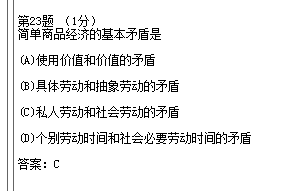 第23题 （1分）
简单商品经济的基本矛盾是
(A)使用价值和价值的矛盾
(B)具体劳动和抽象劳动的矛盾
(C)私人劳动和社会劳动的矛盾
(D)个别劳动时间和社会必要劳动时间的矛盾
答案：C